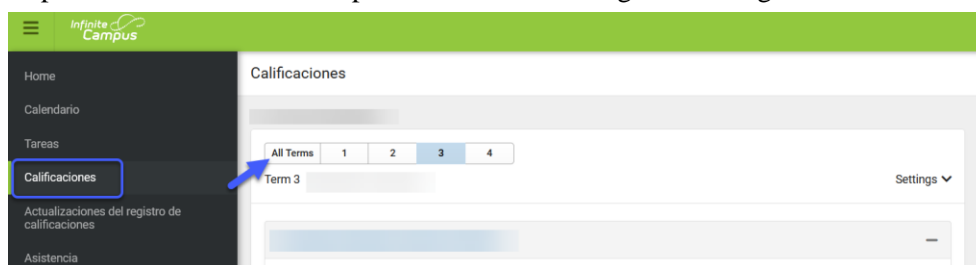 Infinite
Campus
Home
Calificaciones
Calendario
Tareas
All Terms 1 2 3 4
Calificaciones
Term 3
Settings
Actualizaciones del registro de
calificaciones
Asistencia